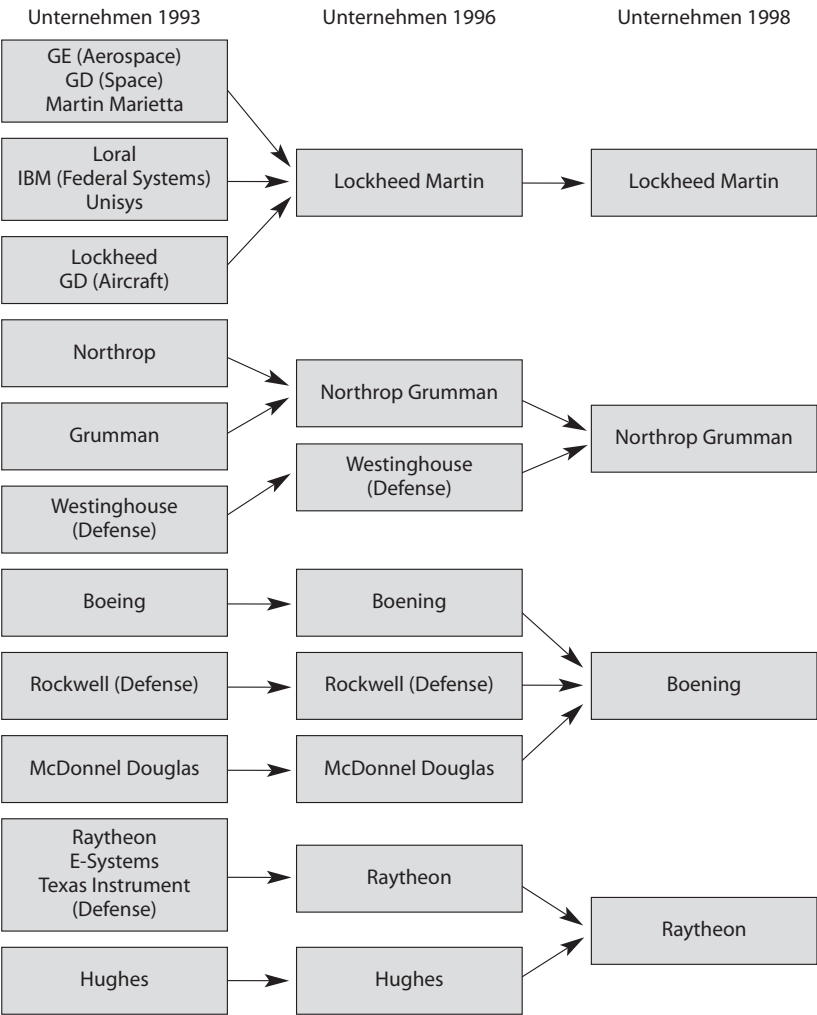 Unternehmen 1993
Unternehmen 1996
Unternehmen 1998
GE (Aerospace)
GD (Space)
Martin Marietta
Loral
IBM (Federal Systems)
Unisys
Lockheed
GD (Aircraft)
Lockheed Martin
Lockheed Martin
Northrop
Grumman
Westinghouse
(Defense)
Northrop Grumman
Westinghouse
(Defense)
Northrop Grumman
Boeing
Boening
Rockwell (Defense)
Rockwell (Defense)
McDonnel Douglas
McDonnel Douglas
Boening
Raytheon
E-Systems
Texas Instrument
(Defense)
Raytheon
Hughes
Hughes
Raytheon